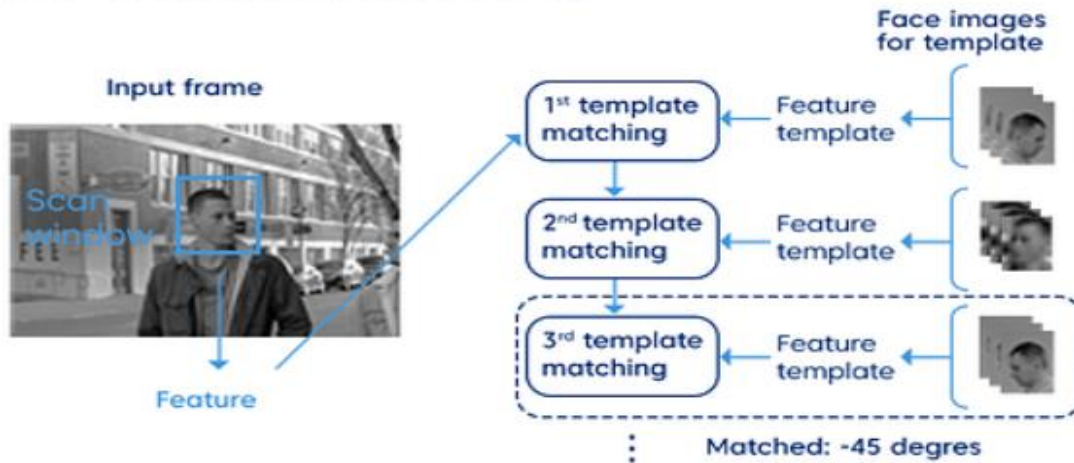 Face images
for template
Input frame
Scan
window
Feature
1st template
matching
Feature
template
2nd template
matching
Feature
template
3rd template
matching
Feature
template
Matched: -45 degres